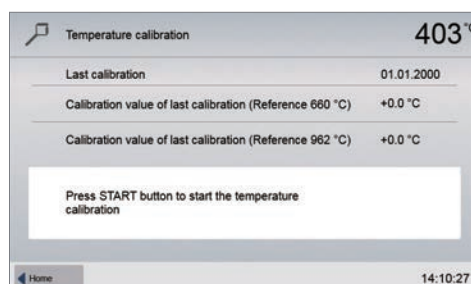 Temperature calibration 403 °C
Last calibration 01.01.2000
Calibration value of last calibration (Reference 660 °C) +0.0 °C
Calibration value of last calibration (Reference 962 °C) +0.0 °C
Press START button to start the temperature
calibration
Home 14:10:27